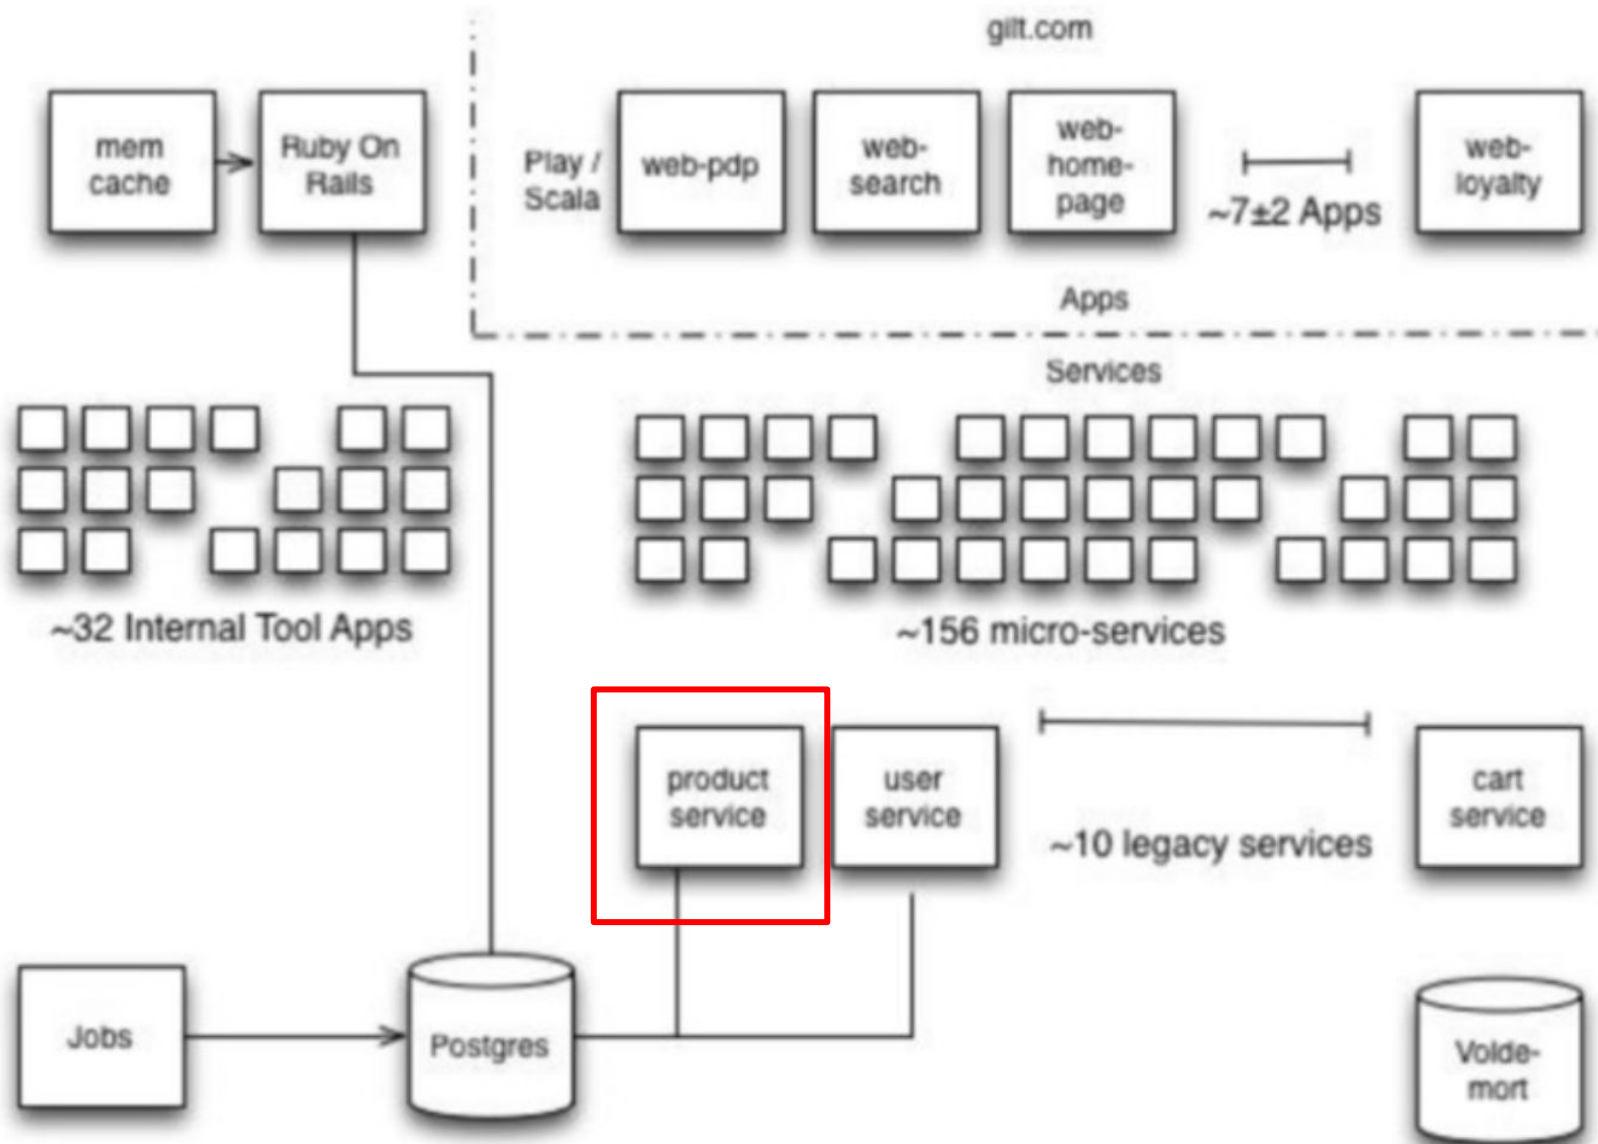 gilt.com
mem
cache
Ruby On
Rails
Play /
Scala
web-pdp
web-
search
web-
home-
page
~7±2 Apps
web-
loyalty
Apps
Services
~32 Internal Tool Apps
~156 micro-services
product
service
user
service
~10 legacy services
cart
service
Jobs
Postgres
Volde-
mort